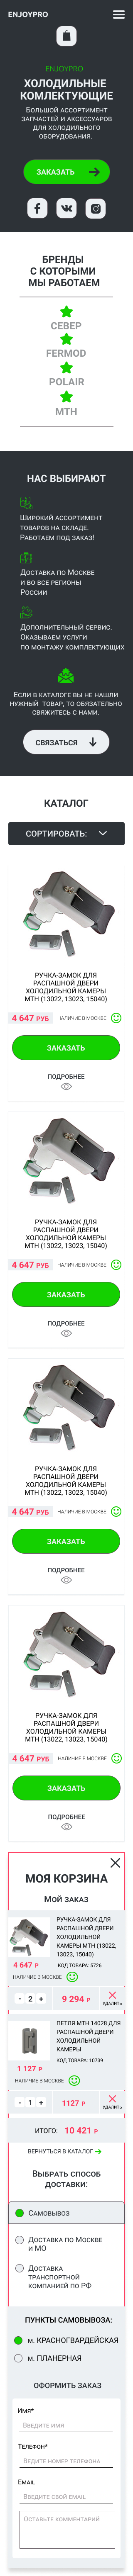 ENJOYPRO
ENJOYPRO
ХОЛОДИЛЬНЫЕ
КОМЛЕКТУЮЩИЕ
Большой ассортимент
запчастей и аксессуаров
для холодильного
оборудования.
ЗАКАЗАТЬ
БРЕНДЫ
С КОТОРЫМИ
МЫ РАБОТАЕМ
СЕВЕР
FERMOD
POLAIR
МТН
НАС ВЫБИРАЮТ
Широкий ассортимент
товаров на складе.
Работаем под заказ!
Доставка по Москве
и во все регионы
России
Дополнительный сервис.
Оказываем услуги
по монтажу комплектующих
Если в каталоге вы не нашли
нужный товар, то обязательно
свяжитесь с нами.
СВЯЗАТЬСЯ
КАТАЛОГ
СОРТИРОВАТЬ:
РУЧКА-ЗАМОК ДЛЯ
РАСПАШНОЙ ДВЕРИ
ХОЛОДИЛЬНОЙ КАМЕРЫ
МТН (13022, 13023, 15040)
4 647 РУБ НАЛИЧИЕ В МОСКВЕ
ЗАКАЗАТЬ
ПОДРОБНЕЕ
РУЧКА-ЗАМОК ДЛЯ
РАСПАШНОЙ ДВЕРИ
ХОЛОДИЛЬНОЙ КАМЕРЫ
МТН (13022, 13023, 15040)
4 647 РУБ НАЛИЧИЕ В МОСКВЕ
ЗАКАЗАТЬ
ПОДРОБНЕЕ
РУЧКА-ЗАМОК ДЛЯ
РАСПАШНОЙ ДВЕРИ
ХОЛОДИЛЬНОЙ КАМЕРЫ
МТН (13022, 13023, 15040)
4 647 РУБ НАЛИЧИЕ В МОСКВЕ
ЗАКАЗАТЬ
ПОДРОБНЕЕ
РУЧКА-ЗАМОК ДЛЯ
РАСПАШНОЙ ДВЕРИ
ХОЛОДИЛЬНОЙ КАМЕРЫ
МТН (13022, 13023, 15040)
4 647 РУБ НАЛИЧИЕ В МОСКВЕ
ЗАКАЗАТЬ
ПОДРОБНЕЕ
МОЯ КОРЗИНА
Мой заказ
РУЧКА-ЗАМОК ДЛЯ
РАСПАШНОЙ ДВЕРИ
ХОЛОДИЛЬНОЙ
КАМЕРЫ МТН (13022,
13023, 15040)
4 647 Р КОД ТОВАРА: 5726
НАЛИЧИЕ В МОСКВЕ
- 2 + 9 294 Р УДАЛИТЬ
ПЕТЛЯ МТН 14028 ДЛЯ
РАСПАШНОЙ ДВЕРИ
ХОЛОДИЛЬНОЙ
КАМЕРЫ
КОД ТОВАРА: 10739
1 127 Р
НАЛИЧИЕ В МОСКВЕ
- 1 + 1127 Р УДАЛИТЬ
ИТОГО: 10 421 Р
ВЕРНУТЬСЯ В КАТАЛОГ
Выбрать способ
доставки:
Самовывоз
Доставка по Москве
и МО
Доставка
транспортной
компанией по РФ
ПУНКТЫ САМОВЫВОЗА:
м. КРАСНОГВАРДЕЙСКАЯ
м. ПЛАНЕРНАЯ
ОФОРМИТЬ ЗАКАЗ
Имя*
Введите имя
Телефон*
Ведите номер телефона
Email
Введите свой email
Оставьте комментарий